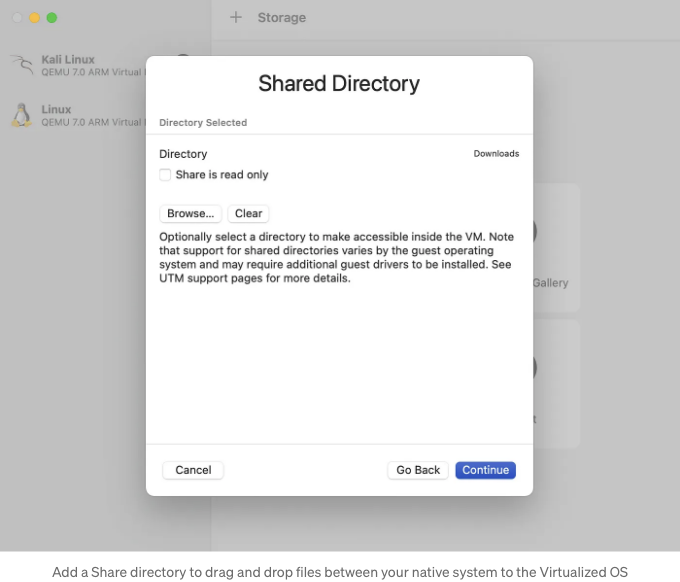 Storage
Kali Linux
QEMU 7.0 ARM Virtual
Linux
QEMU 7.0 ARM Virtual
Shared Directory
Directory Selected
Directory
Downloads
Share is read only
Browse...
Clear
Optionally select a directory to make accessible inside the VM. Note
that support for shared directories varies by the guest operating
system and may require additional guest drivers to be installed. See
UTM support pages for more details.
Gallery
Cancel
Go Back
Continue
Add a Share directory to drag and drop files between your native system to the Virtualized OS